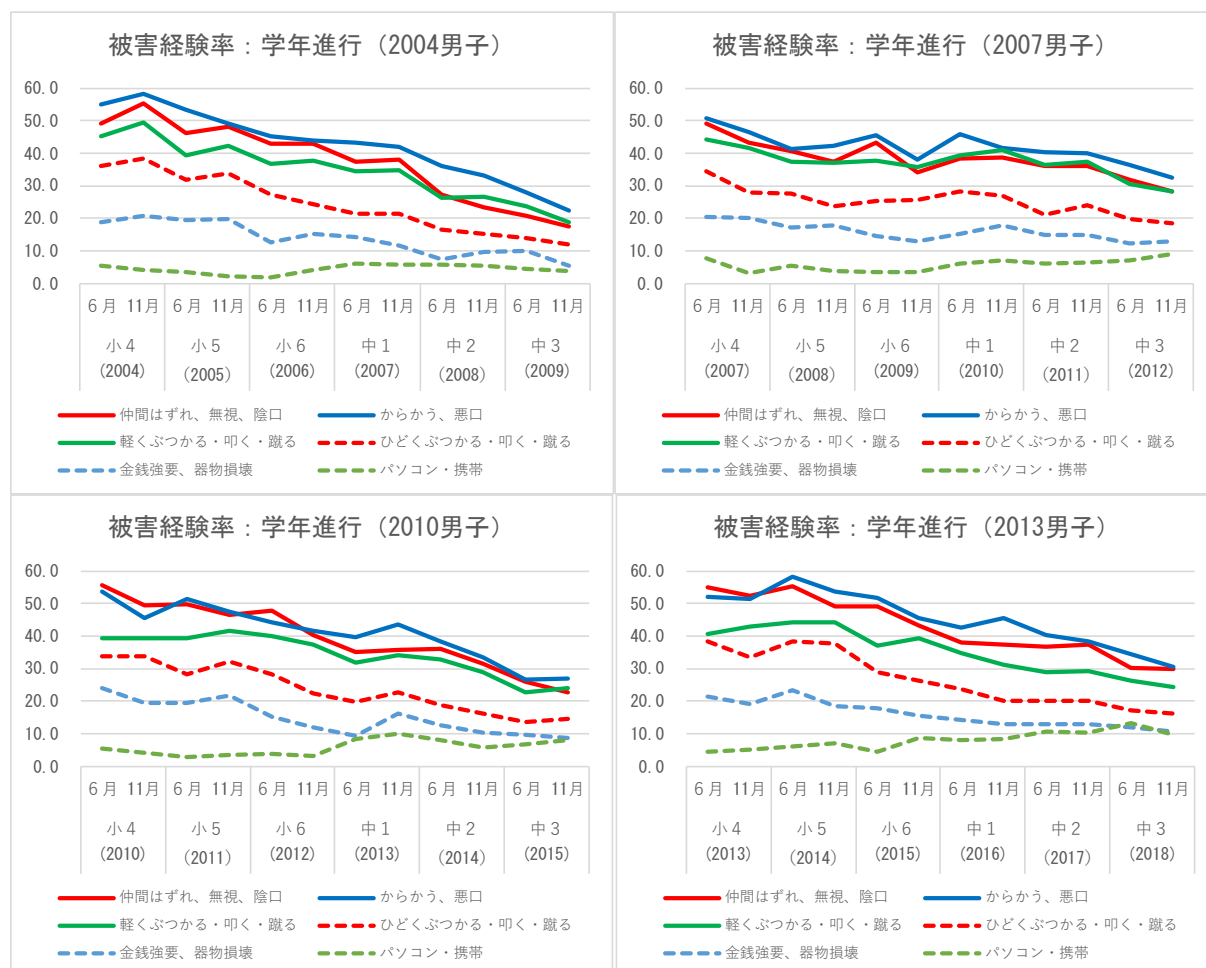 被害経験率：学年進行（2004男子）
60.0
50.0
40.0
30.0
20.0
10.0
0.0
6月 11月 6月 11月 6月 11月 6月 11月 6月 11月 6月 11月
小4 小5 小6 中1 中2 中3
(2004) (2005) (2006) (2007) (2008) (2009)
仲間はずれ、無視、陰口 からかう、悪口
軽くぶつかる・叩く・蹴る ひどくぶつかる・叩く・蹴る
金銭強要、器物損壊 パソコン・携帯
被害経験率：学年進行（2007男子）
60.0
50.0
40.0
30.0
20.0
10.0
0.0
6月 11月 6月 11月 6月 11月 6月 11月 6月 11月 6月 11月
小4 小5 小6 中1 中2 中3
(2007) (2008) (2009) (2010) (2011) (2012)
仲間はずれ、無視、陰口 からかう、悪口
軽くぶつかる・叩く・蹴る ひどくぶつかる・叩く・蹴る
金銭強要、器物損壊 パソコン・携帯
被害経験率：学年進行（2010男子）
60.0
50.0
40.0
30.0
20.0
10.0
0.0
6月 11月 6月 11月 6月 11月 6月 11月 6月 11月 6月 11月
小4 小5 小6 中1 中2 中3
(2010) (2011) (2012) (2013) (2014) (2015)
仲間はずれ、無視、陰口 からかう、悪口
軽くぶつかる・叩く・蹴る ひどくぶつかる・叩く・蹴る
金銭強要、器物損壊 パソコン・携帯
被害経験率：学年進行（2013男子）
60.0
50.0
40.0
30.0
20.0
10.0
0.0
6月 11月 6月 11月 6月 11月 6月 11月 6月 11月 6月 11月
小4 小5 小6 中1 中2 中3
(2013) (2014) (2015) (2016) (2017) (2018)
仲間はずれ、無視、陰口 からかう、悪口
軽くぶつかる・叩く・蹴る ひどくぶつかる・叩く・蹴る
金銭強要、器物損壊 パソコン・携帯